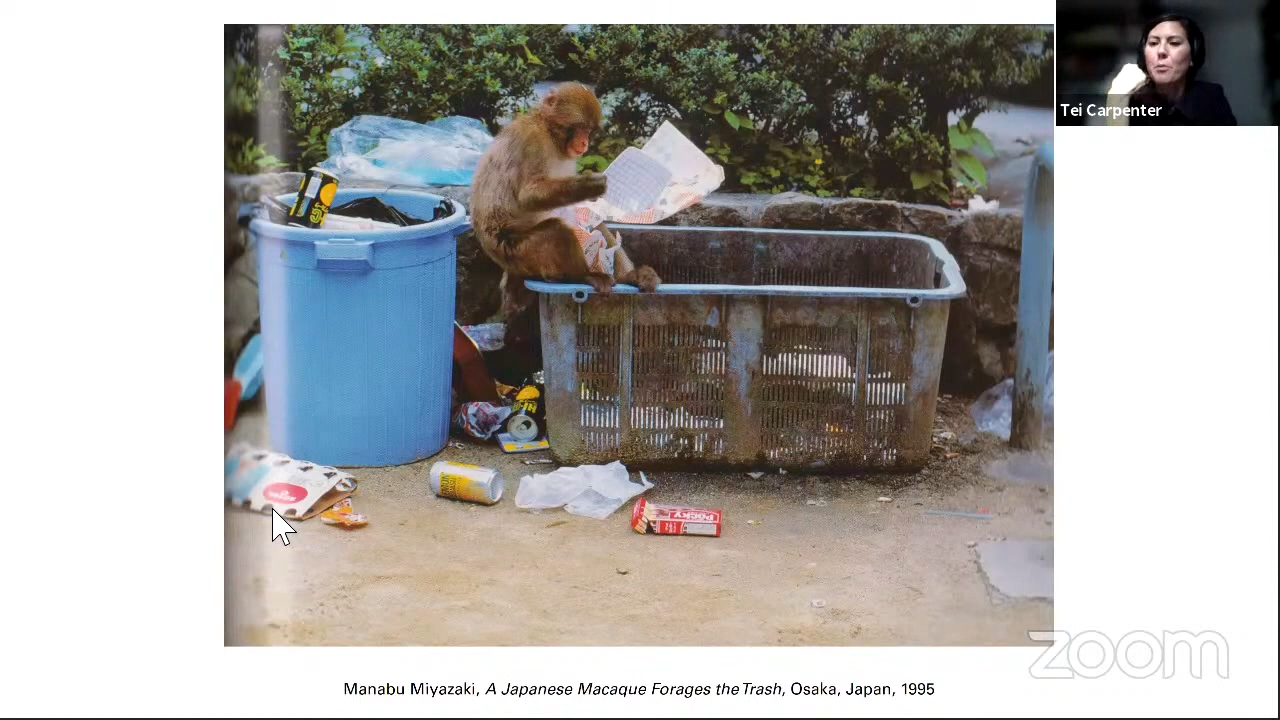 Tei Carpenter
Pocky
zoom
Manabu Miyazaki, A Japanese Macaque Forages the Trash, Osaka, Japan, 1995